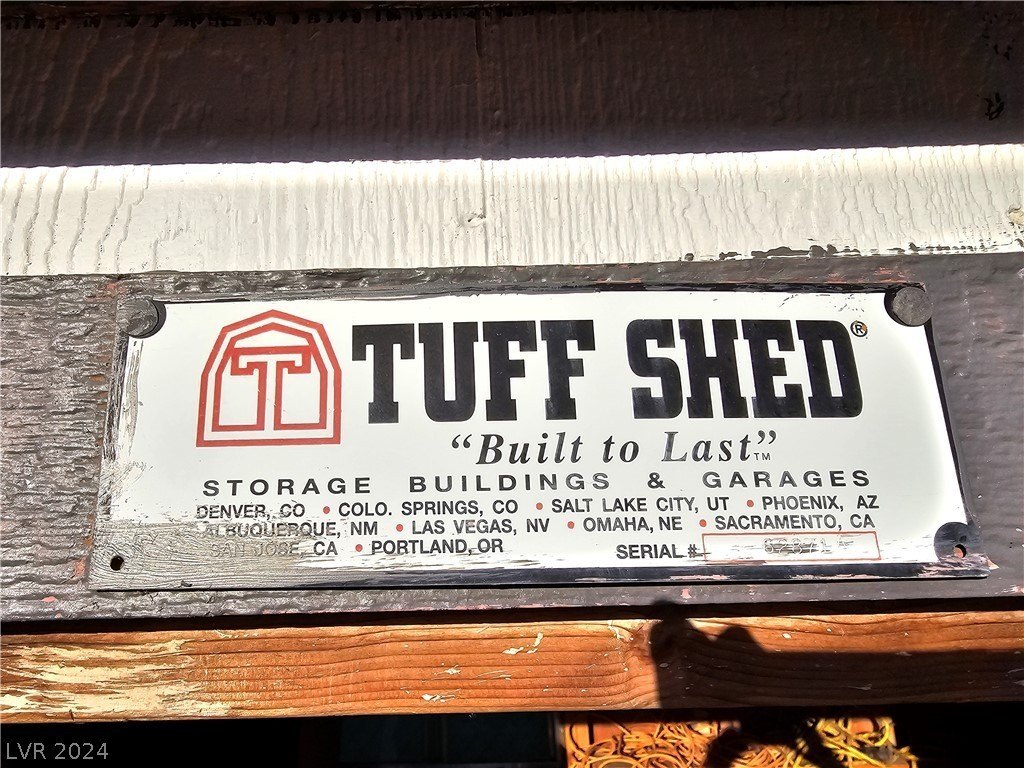 TUFF SHED®
"Built to Last"™
STORAGE BUILDINGS & GARAGES
DENVER, CO • COLO. SPRINGS, CO • SALT LAKE CITY, UT • PHOENIX, AZ
ALBUQUERQUE, NM • LAS VEGAS, NV • OMAHA, NE • SACRAMENTO, CA
SAN JOSE, CA • PORTLAND, OR SERIAL #
LVR 2024